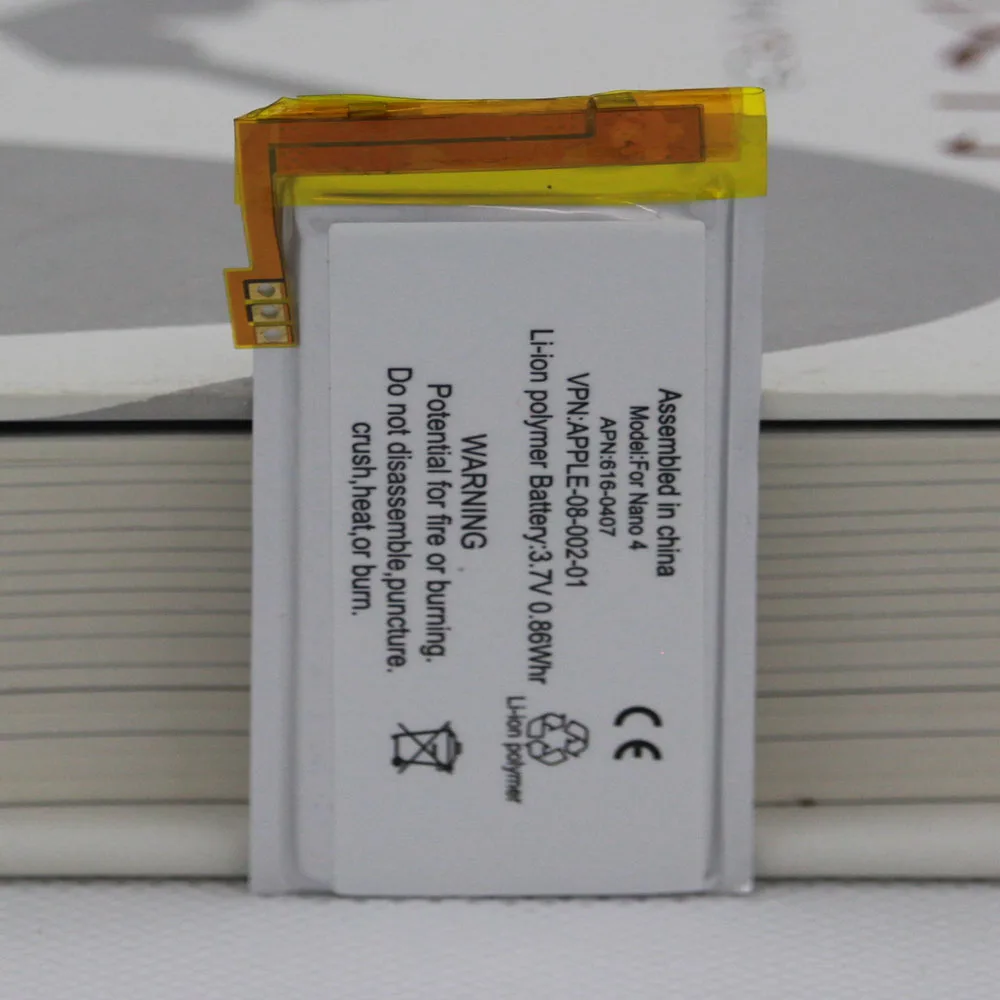 Assembled in china
Model:For Nano 4
APN:616-0407
VPN:APPLE-08-002-01
Li-ion polymer Battery:3.7V 0.86Whr
CE
Li-ion polymer
WARNING
Potential for fire or burning.
Do not disassemble,puncture.
crush,heat,or burn.